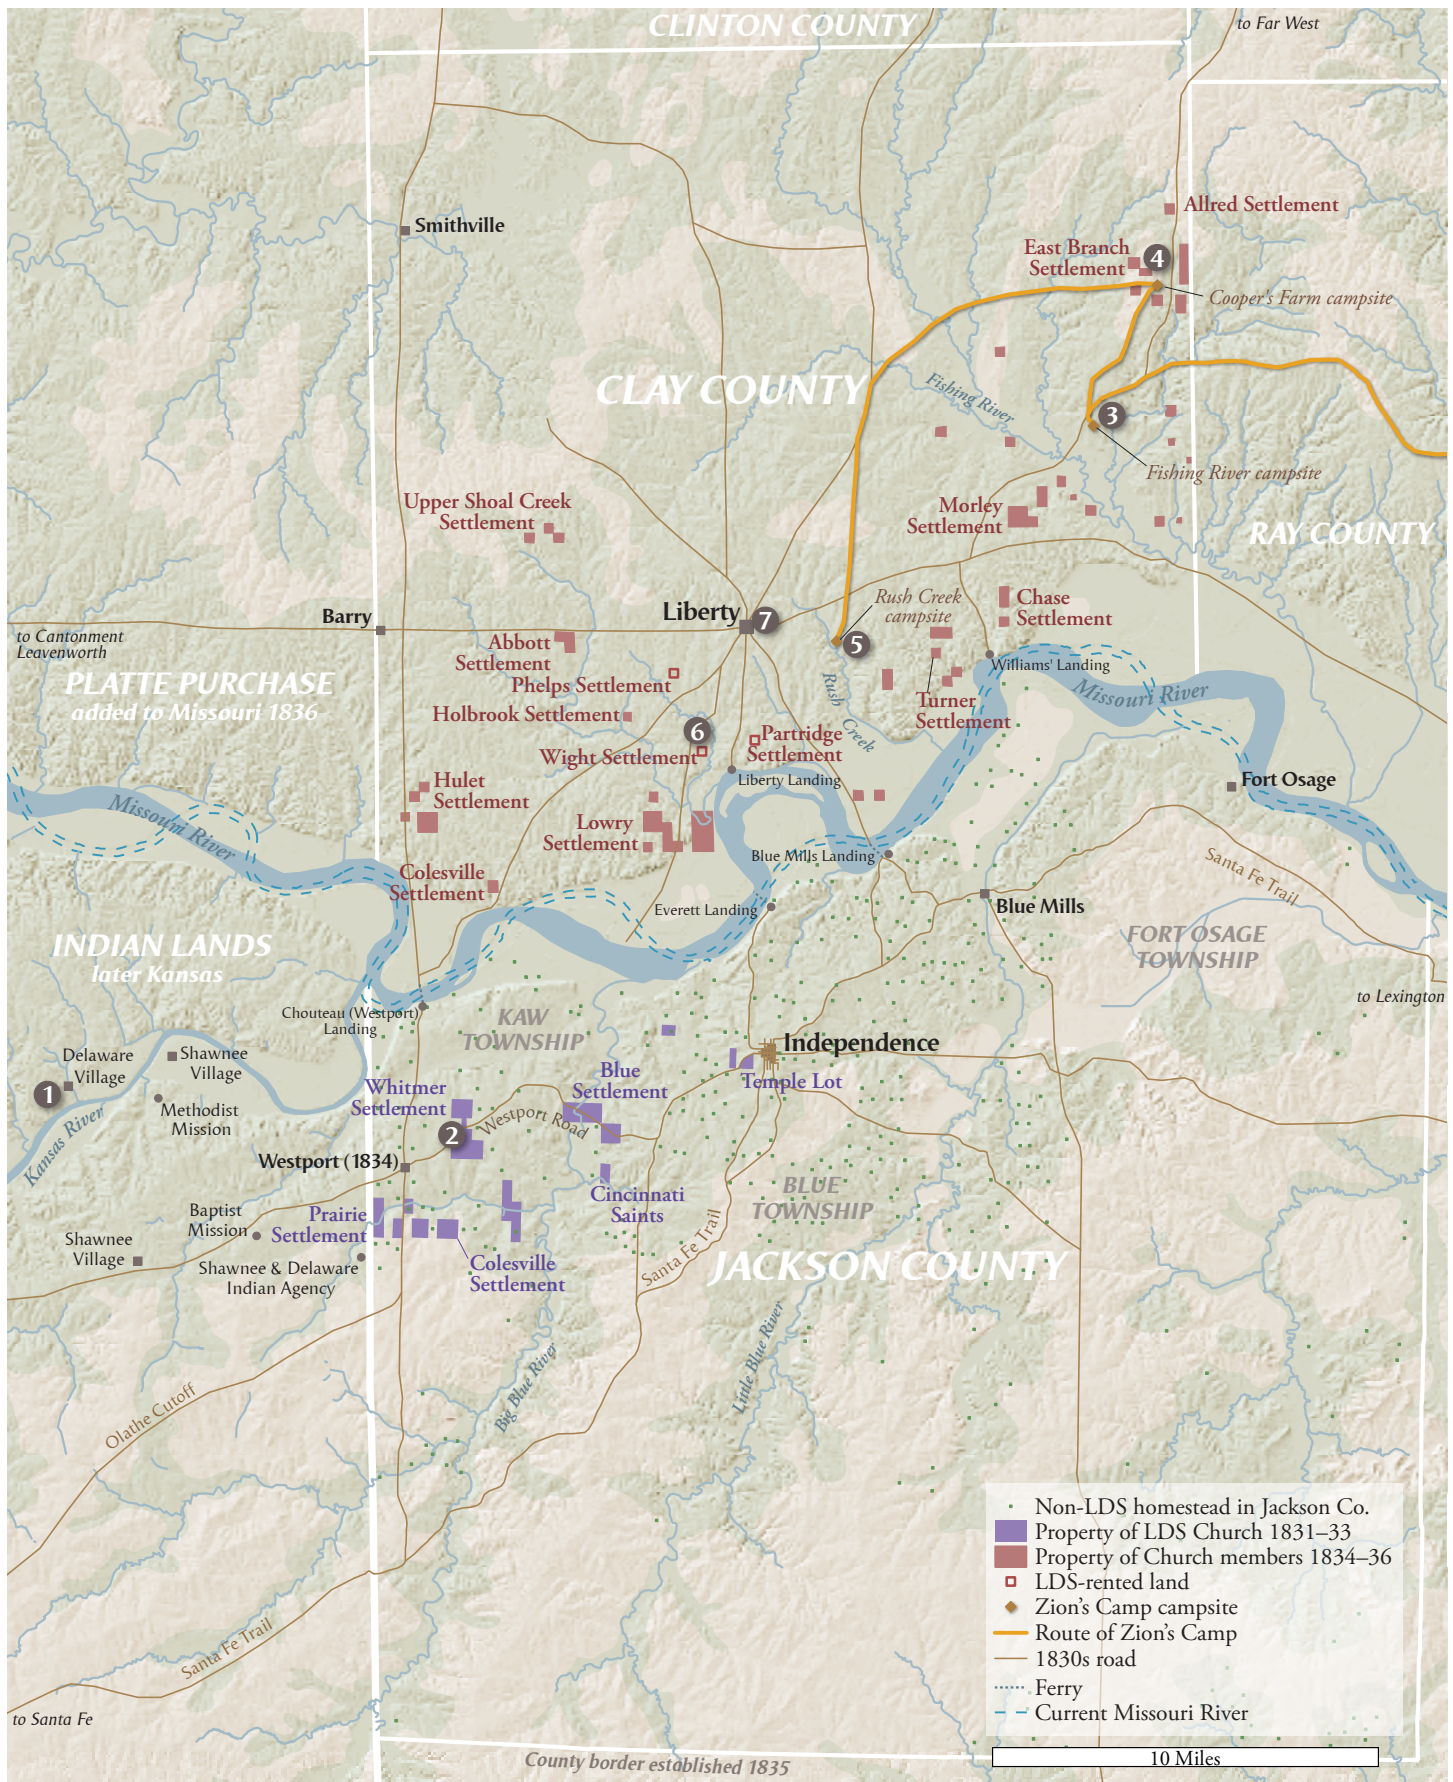 CLINTON COUNTY
to Far West
Smithville
Allred Settlement
East Branch
Settlement
4
Cooper's Farm campsite
CLAY COUNTY
Fishing River
3
Fishing River campsite
Upper Shoal Creek
Settlement
Morley
Settlement
RAY COUNTY
Barry
Liberty
7
Rush Creek
campsite
5
Chase
Settlement
to Cantonment
Leavenworth
Abbott
Settlement
Phelps Settlement
Williams' Landing
PLATTE PURCHASE
added to Missouri 1836
Holbrook Settlement
Rush Creek
Turner
Settlement
Missouri River
6
Wight Settlement
Partridge
Settlement
Liberty Landing
Fort Osage
Hulet
Settlement
Missouri River
Lowry
Settlement
Blue Mills Landing
Santa Fe Trail
Colesville
Settlement
Everett Landing
Blue Mills
INDIAN LANDS
later Kansas
FORT OSAGE
TOWNSHIP
to Lexington
Chouteau (Westport)
Landing
KAW
TOWNSHIP
Independence
Delaware
Village
Shawnee
Village
1
Methodist
Mission
Kansas River
Whitmer
Settlement
Blue
Settlement
Temple Lot
2
Westport Road
Westport (1834)
Cincinnati
Saints
BLUE
TOWNSHIP
Baptist
Mission
Prairie
Settlement
Shawnee
Village
Shawnee & Delaware
Indian Agency
Colesville
Settlement
Santa Fe Trail
JACKSON COUNTY
Big Blue River
Little Blue River
Olathe Cutoff
Santa Fe Trail
to Santa Fe
County border established 1835
Non-LDS homestead in Jackson Co.
Property of LDS Church 1831–33
Property of Church members 1834–36
LDS-rented land
Zion's Camp campsite
Route of Zion's Camp
1830s road
Ferry
Current Missouri River
10 Miles